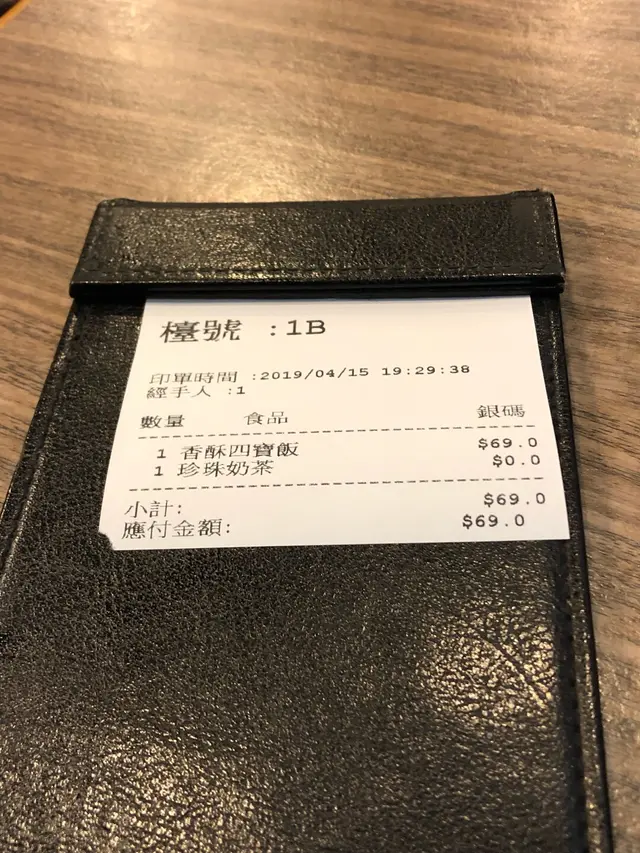 檯號 :1B
印單時間 :2019/04/15 19:29:38
經手人 :1
數量 食品 銀碼
1 香酥四寶飯 $69.0
1 珍珠奶茶 $0.0
小計: $69.0
應付金額: $69.0